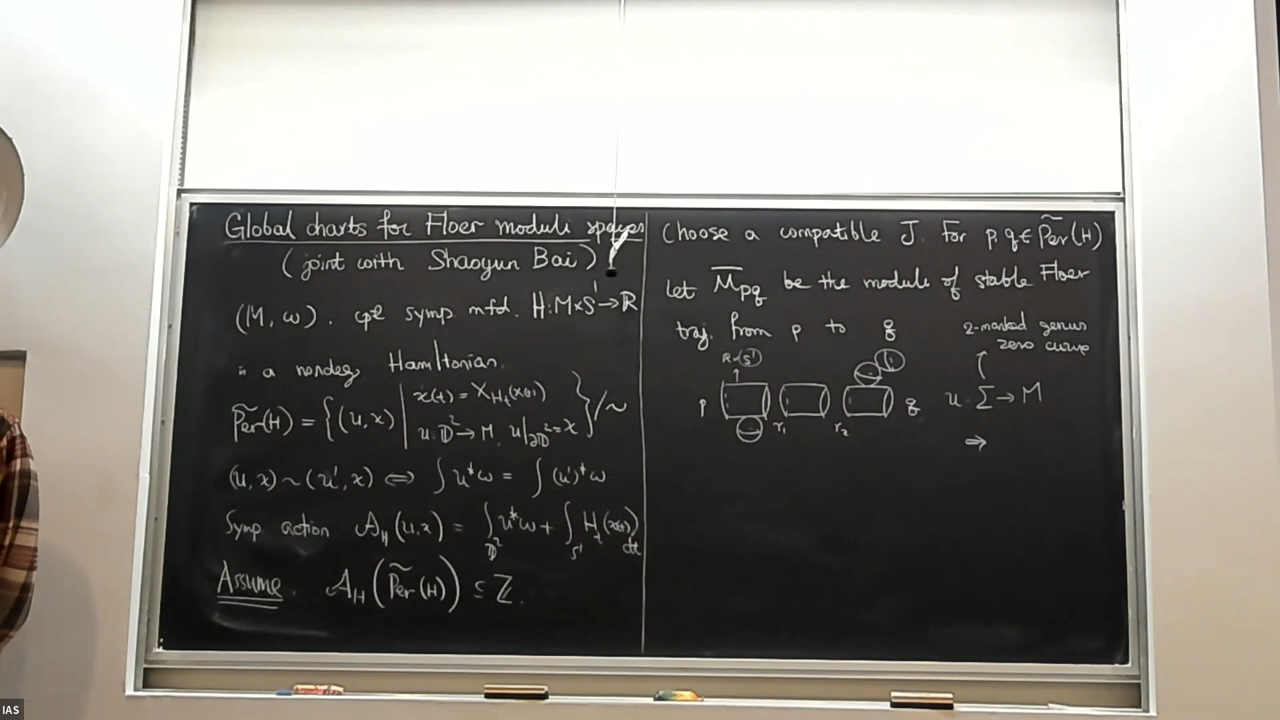 Global charts for Floer moduli spaces
(joint with Shaoyun Bai)
(M, ω). cpt symp mfd. H: M×S¹→ℝ
is a nondeg Hamiltonian.
P̃er(H) = {(u,x) | ẋ(t) = X_{H_t}(x(t)) u: 𝔻²→M, u|_{∂𝔻²}=x}/~
(u,x) ~ (u',x) ⇔ ∫u*ω = ∫(u')*ω
Symp. action 𝒜_H(u,x) = ∫_{𝔻²} u*ω + ∫_{S¹} H_t(x(t)) dt
Assume 𝒜_H(P̃er(H)) ⊆ ℤ.
Choose a compatible J. For p,q ∈ P̃er(H)
let M̄_{pq} be the moduli of stable Floer
traj. from p to q
2-marked genus
zero curve
ℝ×S¹
p r₁ r₂ q
u: Σ→M
⇒
IAS